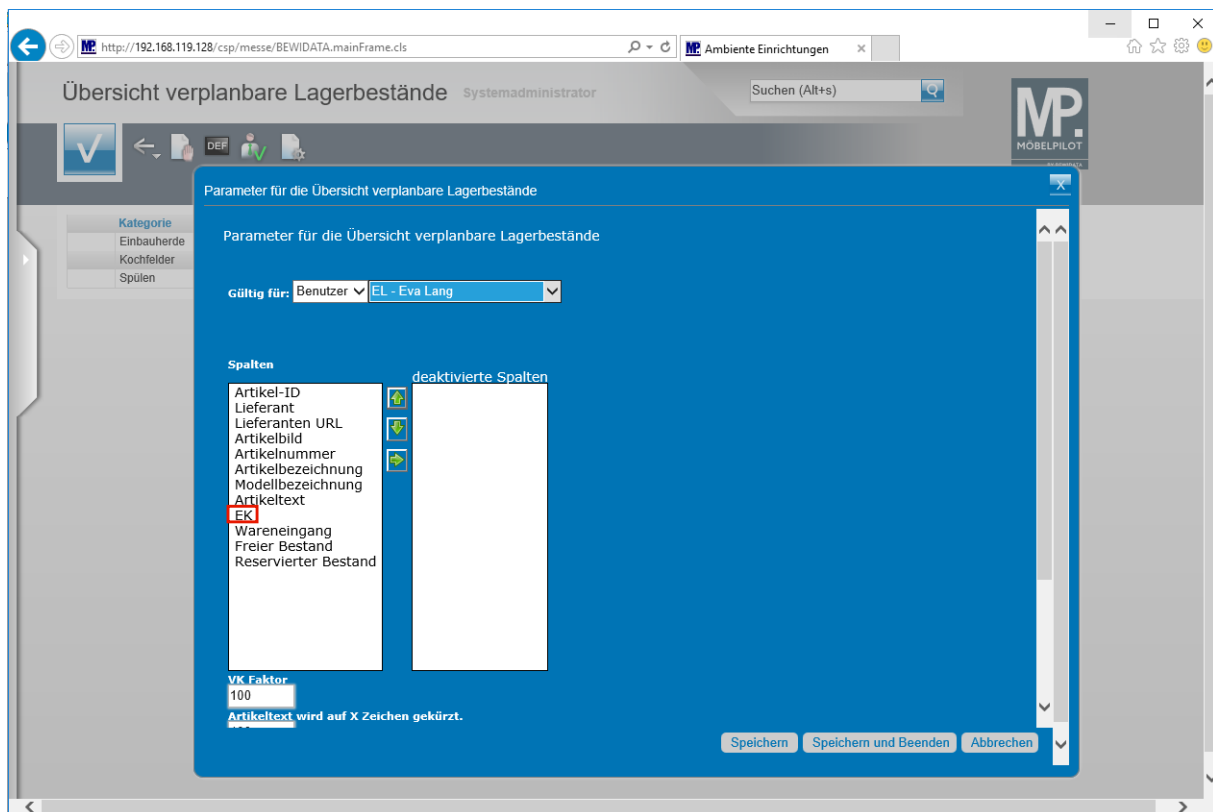 http://192.168.119.128/csp/messe/BEWIDATA.mainFrame.cls
MP. Ambiente Einrichtungen
Übersicht verplanbare Lagerbestände Systemadministrator
Suchen (Alt+s)
MP.
MÖBELPILOT
DEF
Parameter für die Übersicht verplanbare Lagerbestände
X
Kategorie
Einbauherde
Kochfelder
Spülen
Parameter für die Übersicht verplanbare Lagerbestände
Gültig für: Benutzer EL - Eva Lang
Spalten
deaktivierte Spalten
Artikel-ID
Lieferant
Lieferanten URL
Artikelbild
Artikelnummer
Artikelbezeichnung
Modellbezeichnung
Artikeltext
EK
Wareneingang
Freier Bestand
Reservierter Bestand
VK Faktor
100
Artikeltext wird auf X Zeichen gekürzt.
Speichern Speichern und Beenden Abbrechen